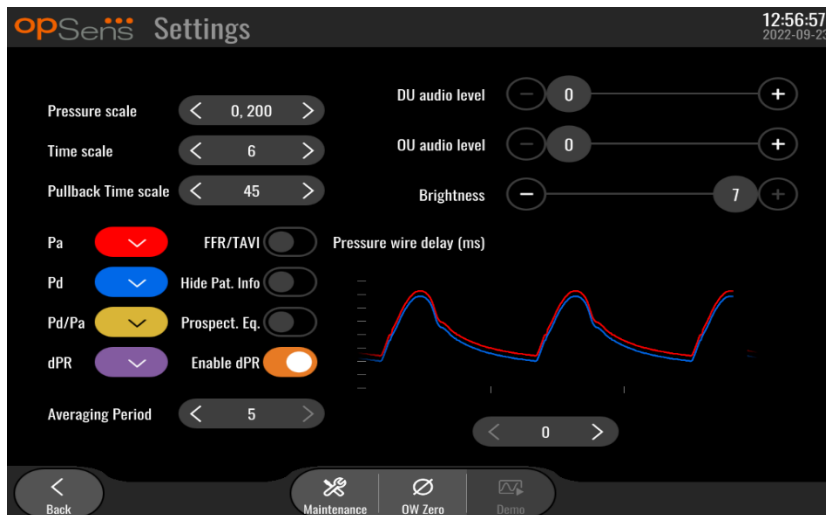 opSens Settings
12:56:57
2022-09-23
Pressure scale
0, 200
Time scale
6
Pullback Time scale
45
DU audio level
0
OU audio level
0
Brightness
7
Pa
FFR/TAVI
Pd
Hide Pat. Info
Pd/Pa
Prospect. Eq.
dPR
Enable dPR
Averaging Period
5
Pressure wire delay (ms)
0
Back
Maintenance
OW Zero
Demo